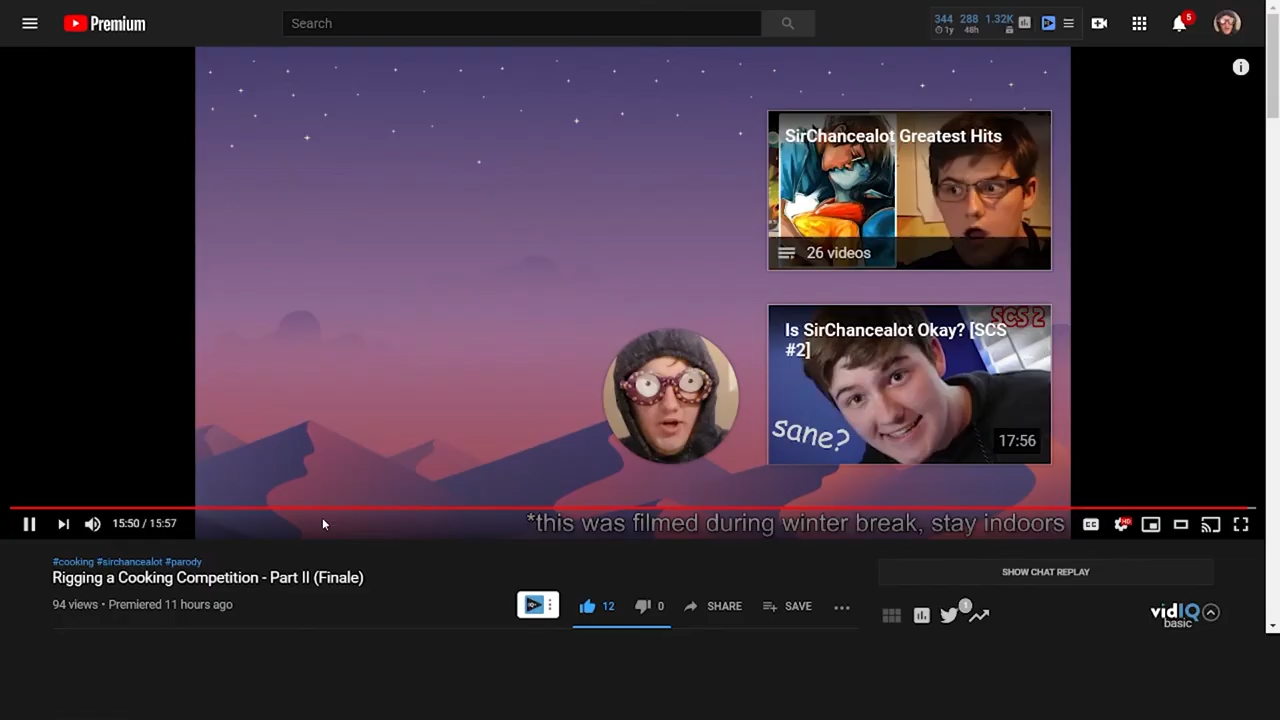 Premium
Search
344 288 1.32K
1y 48h
5
SirChancealot Greatest Hits
26 videos
Is SirChancealot Okay? [SCS
#2]
SCS 2
sane?
17:56
15:50 / 15:57
*this was filmed during winter break, stay indoors
CC
HD
#cooking #sirchancealot #parody
Rigging a Cooking Competition - Part II (Finale)
94 views • Premiered 11 hours ago
12
0
SHARE
SAVE
SHOW CHAT REPLAY
1
vidIQ
basic